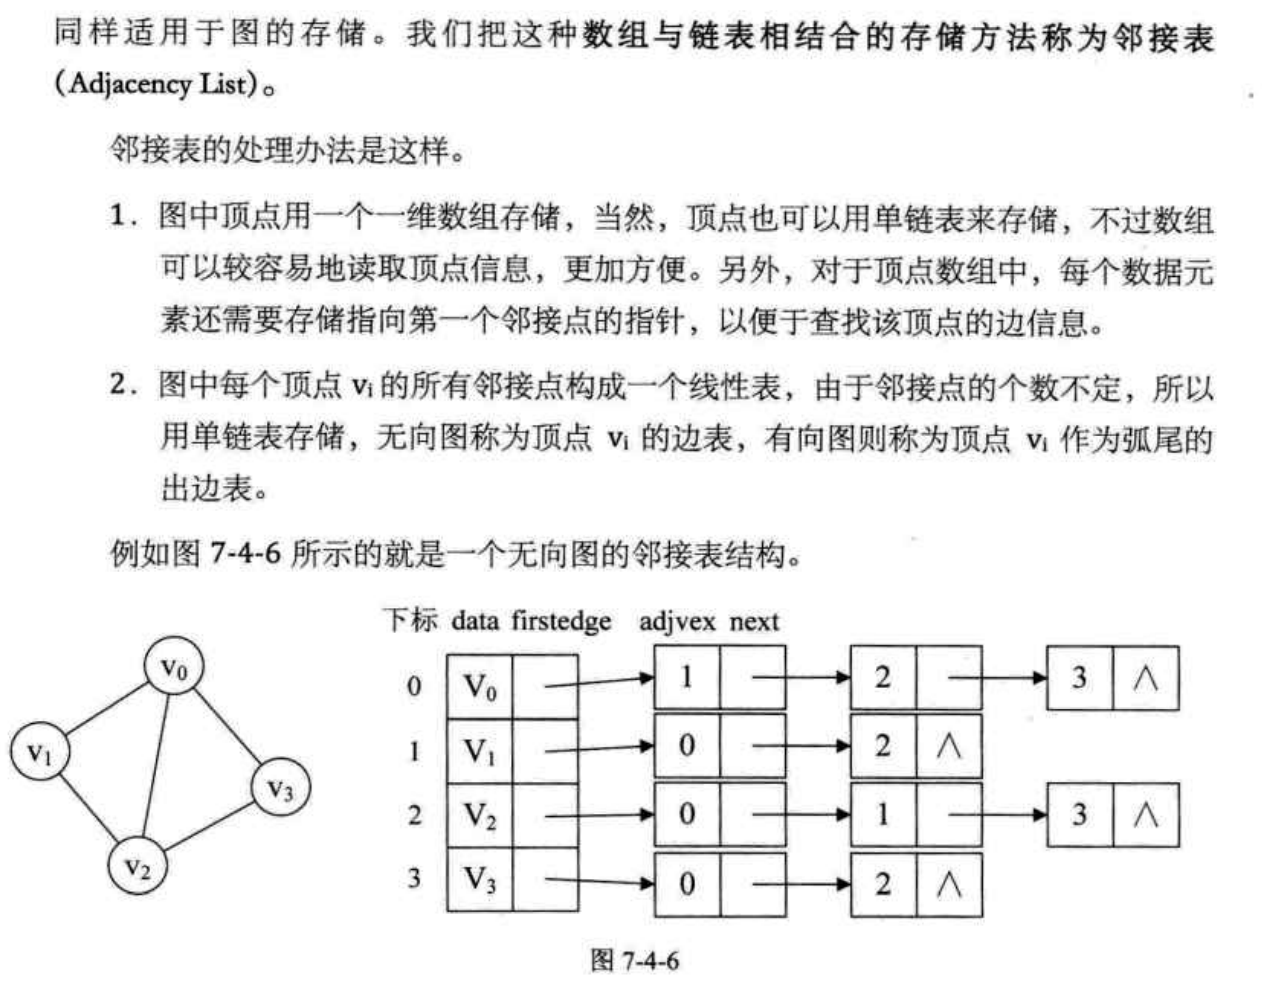 同样适用于图的存储。我们把这种数组与链表相结合的存储方法称为邻接表
(Adjacency List)。
邻接表的处理办法是这样。
1. 图中顶点用一个一维数组存储，当然，顶点也可以用单链表来存储，不过数组
可以较容易地读取顶点信息，更加方便。另外，对于顶点数组中，每个数据元
素还需要存储指向第一个邻接点的指针，以便于查找该顶点的边信息。
2. 图中每个顶点 vi 的所有邻接点构成一个线性表，由于邻接点的个数不定，所以
用单链表存储，无向图称为顶点 vi 的边表，有向图则称为顶点 vi 作为弧尾的
出边表。
例如图 7-4-6 所示的就是一个无向图的邻接表结构。
下标 data firstedge adjvex next
v0
v1
v3
v2
0 V0 1 2 3 ∧
1 V1 0 2 ∧
2 V2 0 1 3 ∧
3 V3 0 2 ∧
图 7-4-6